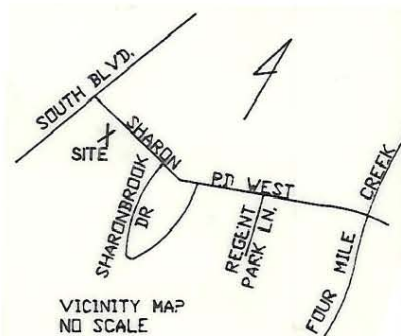 SOUTH BLVD.
SITE
SHARON
RD WEST
SHARONBROOK
DR
REGENT
PARK LN.
FOUR MILE
CREEK
VICINITY MAP
NO SCALE